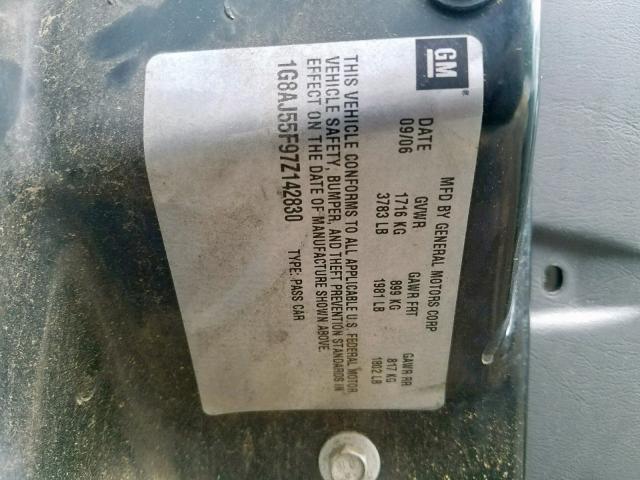 GM
MFD BY GENERAL MOTORS CORP
DATE GVWR GAWR FRT GAWR RR
09/06 1716 KG 899 KG 817 KG
3783 LB 1981 LB 1802 LB
THIS VEHICLE CONFORMS TO ALL APPLICABLE U.S. FEDERAL MOTOR
VEHICLE SAFETY, BUMPER, AND THEFT PREVENTION STANDARDS IN
EFFECT ON THE DATE OF MANUFACTURE SHOWN ABOVE.
1G8AJ55F97Z142830 TYPE: PASS CAR